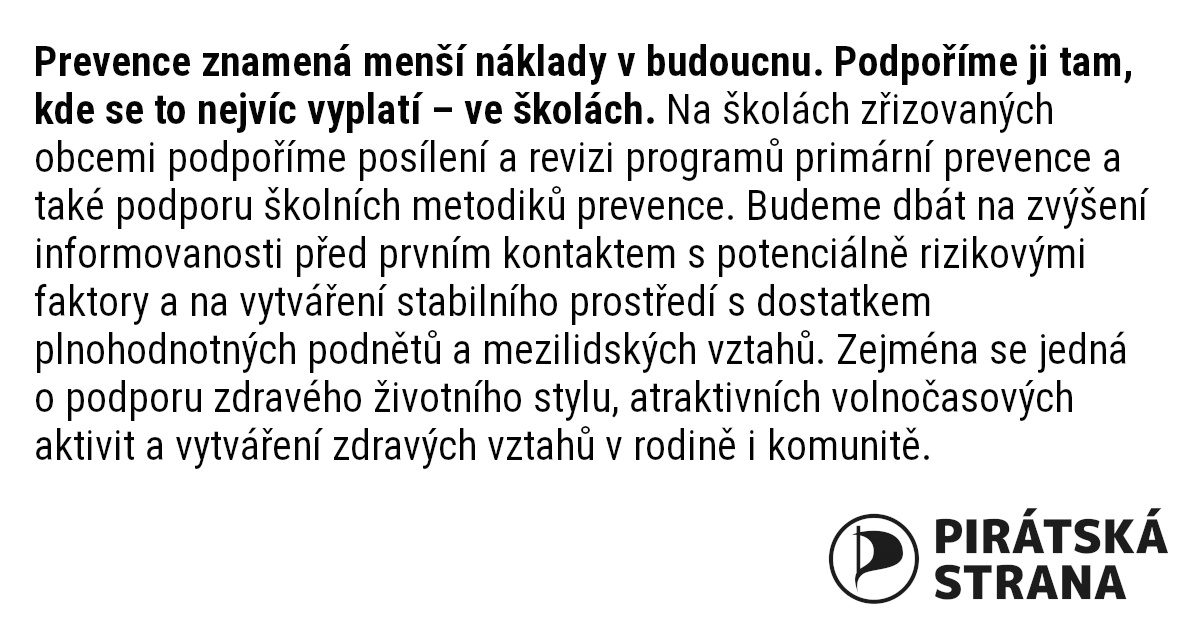 Prevence znamená menší náklady v budoucnu. Podpoříme ji tam,
kde se to nejvíc vyplatí – ve školách. Na školách zřizovaných
obcemi podpoříme posílení a revizi programů primární prevence a
také podporu školních metodiků prevence. Budeme dbát na zvýšení
informovanosti před prvním kontaktem s potenciálně rizikovými
faktory a na vytváření stabilního prostředí s dostatkem
plnohodnotných podnětů a mezilidských vztahů. Zejména se jedná
o podporu zdravého životního stylu, atraktivních volnočasových
aktivit a vytváření zdravých vztahů v rodině i komunitě.
PIRÁTSKÁ
STRANA